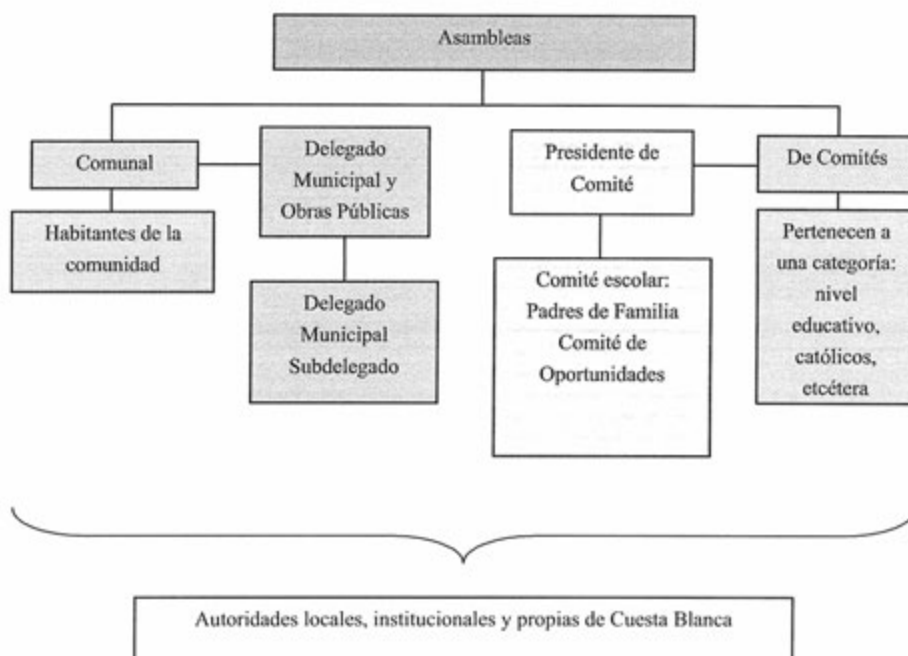 Asambleas
Comunal
Delegado
Municipal y
Obras Públicas
Presidente de
Comité
De Comités
Habitantes de la
comunidad
Delegado
Municipal
Subdelegado
Comité escolar:
Padres de Familia
Comité de
Oportunidades
Pertenecen a
una categoría:
nivel
educativo,
católicos,
etcétera
Autoridades locales, institucionales y propias de Cuesta Blanca